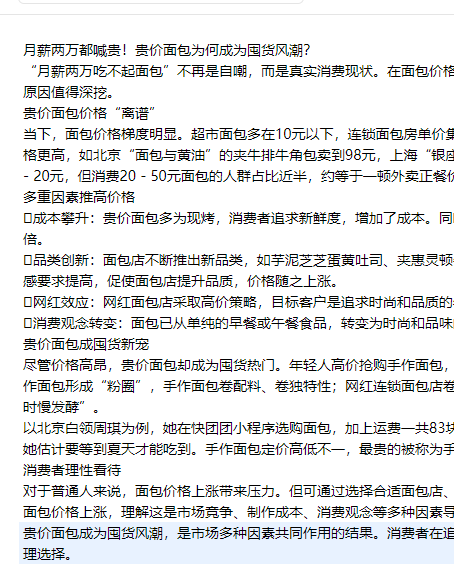 月薪两万都喊贵！贵价面包为何成为囤货风潮？
“月薪两万吃不起面包”不再是自嘲，而是真实消费现状。在面包价格
原因值得深挖。
贵价面包价格“离谱”
当下，面包价格梯度明显。超市面包多在10元以下，连锁面包房单价集
格更高，如北京“面包与黄油”的夹牛排牛角包卖到98元，上海“银座
- 20元，但消费20 - 50元面包的人群占比近半，约等于一顿外卖正餐价
多重因素推高价格
成本攀升：贵价面包多为现烤，消费者追求新鲜度，增加了成本。同
倍。
品类创新：面包店不断推出新品类，如芋泥芝芝蛋黄吐司、夹惠灵顿
感要求提高，促使面包店提升品质，价格随之上涨。
网红效应：网红面包店采取高价策略，目标客户是追求时尚和品质的
消费观念转变：面包已从单纯的早餐或午餐食品，转变为时尚和品味
贵价面包成囤货新宠
尽管价格高昂，贵价面包却成为囤货热门。年轻人高价抢购手作面包，
作面包形成“粉圈”，手作面包卷配料、卷独特性；网红连锁面包店卷
时慢发酵”。
以北京白领周琪为例，她在快团团小程序选购面包，加上运费一共83块
她估计要等到夏天才能吃到。手作面包定价高低不一，最贵的被称为手
消费者理性看待
对于普通人来说，面包价格上涨带来压力。但可通过选择合适面包店、
面包价格上涨，理解这是市场竞争、制作成本、消费观念等多种因素导
贵价面包成为囤货风潮，是市场多种因素共同作用的结果。消费者在追
理选择。